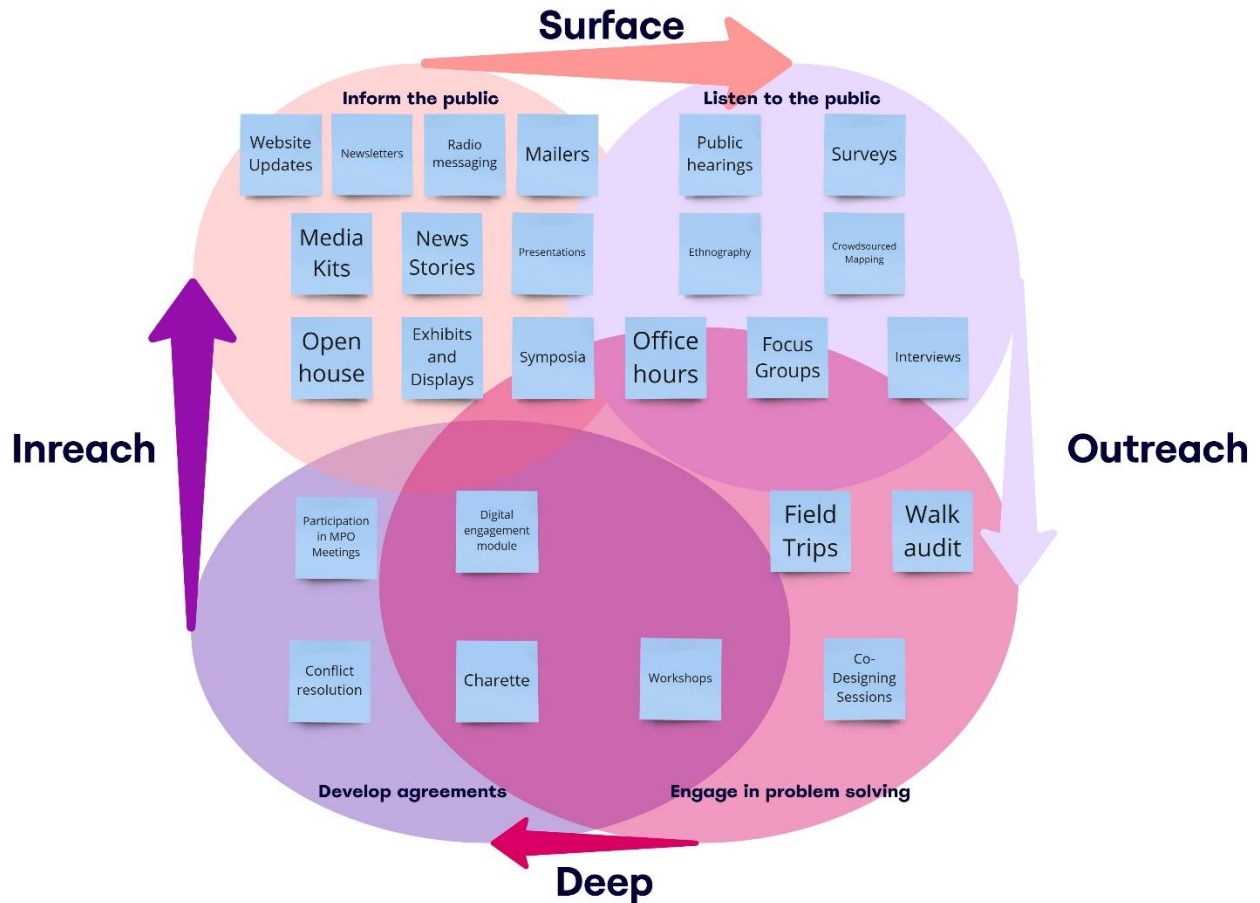 Surface
Inform the public
Listen to the public
Website
Updates
Newsletters
Radio
messaging
Mailers
Public
hearings
Surveys
Media
Kits
News
Stories
Presentations
Ethnography
Crowdsourced
Mapping
Open
house
Exhibits
and
Displays
Symposia
Office
hours
Focus
Groups
Interviews
Inreach
Outreach
Participation
in MPO
Meetings
Digital
engagement
module
Field
Trips
Walk
audit
Conflict
resolution
Charette
Workshops
Co-
Designing
Sessions
Develop agreements
Engage in problem solving
Deep